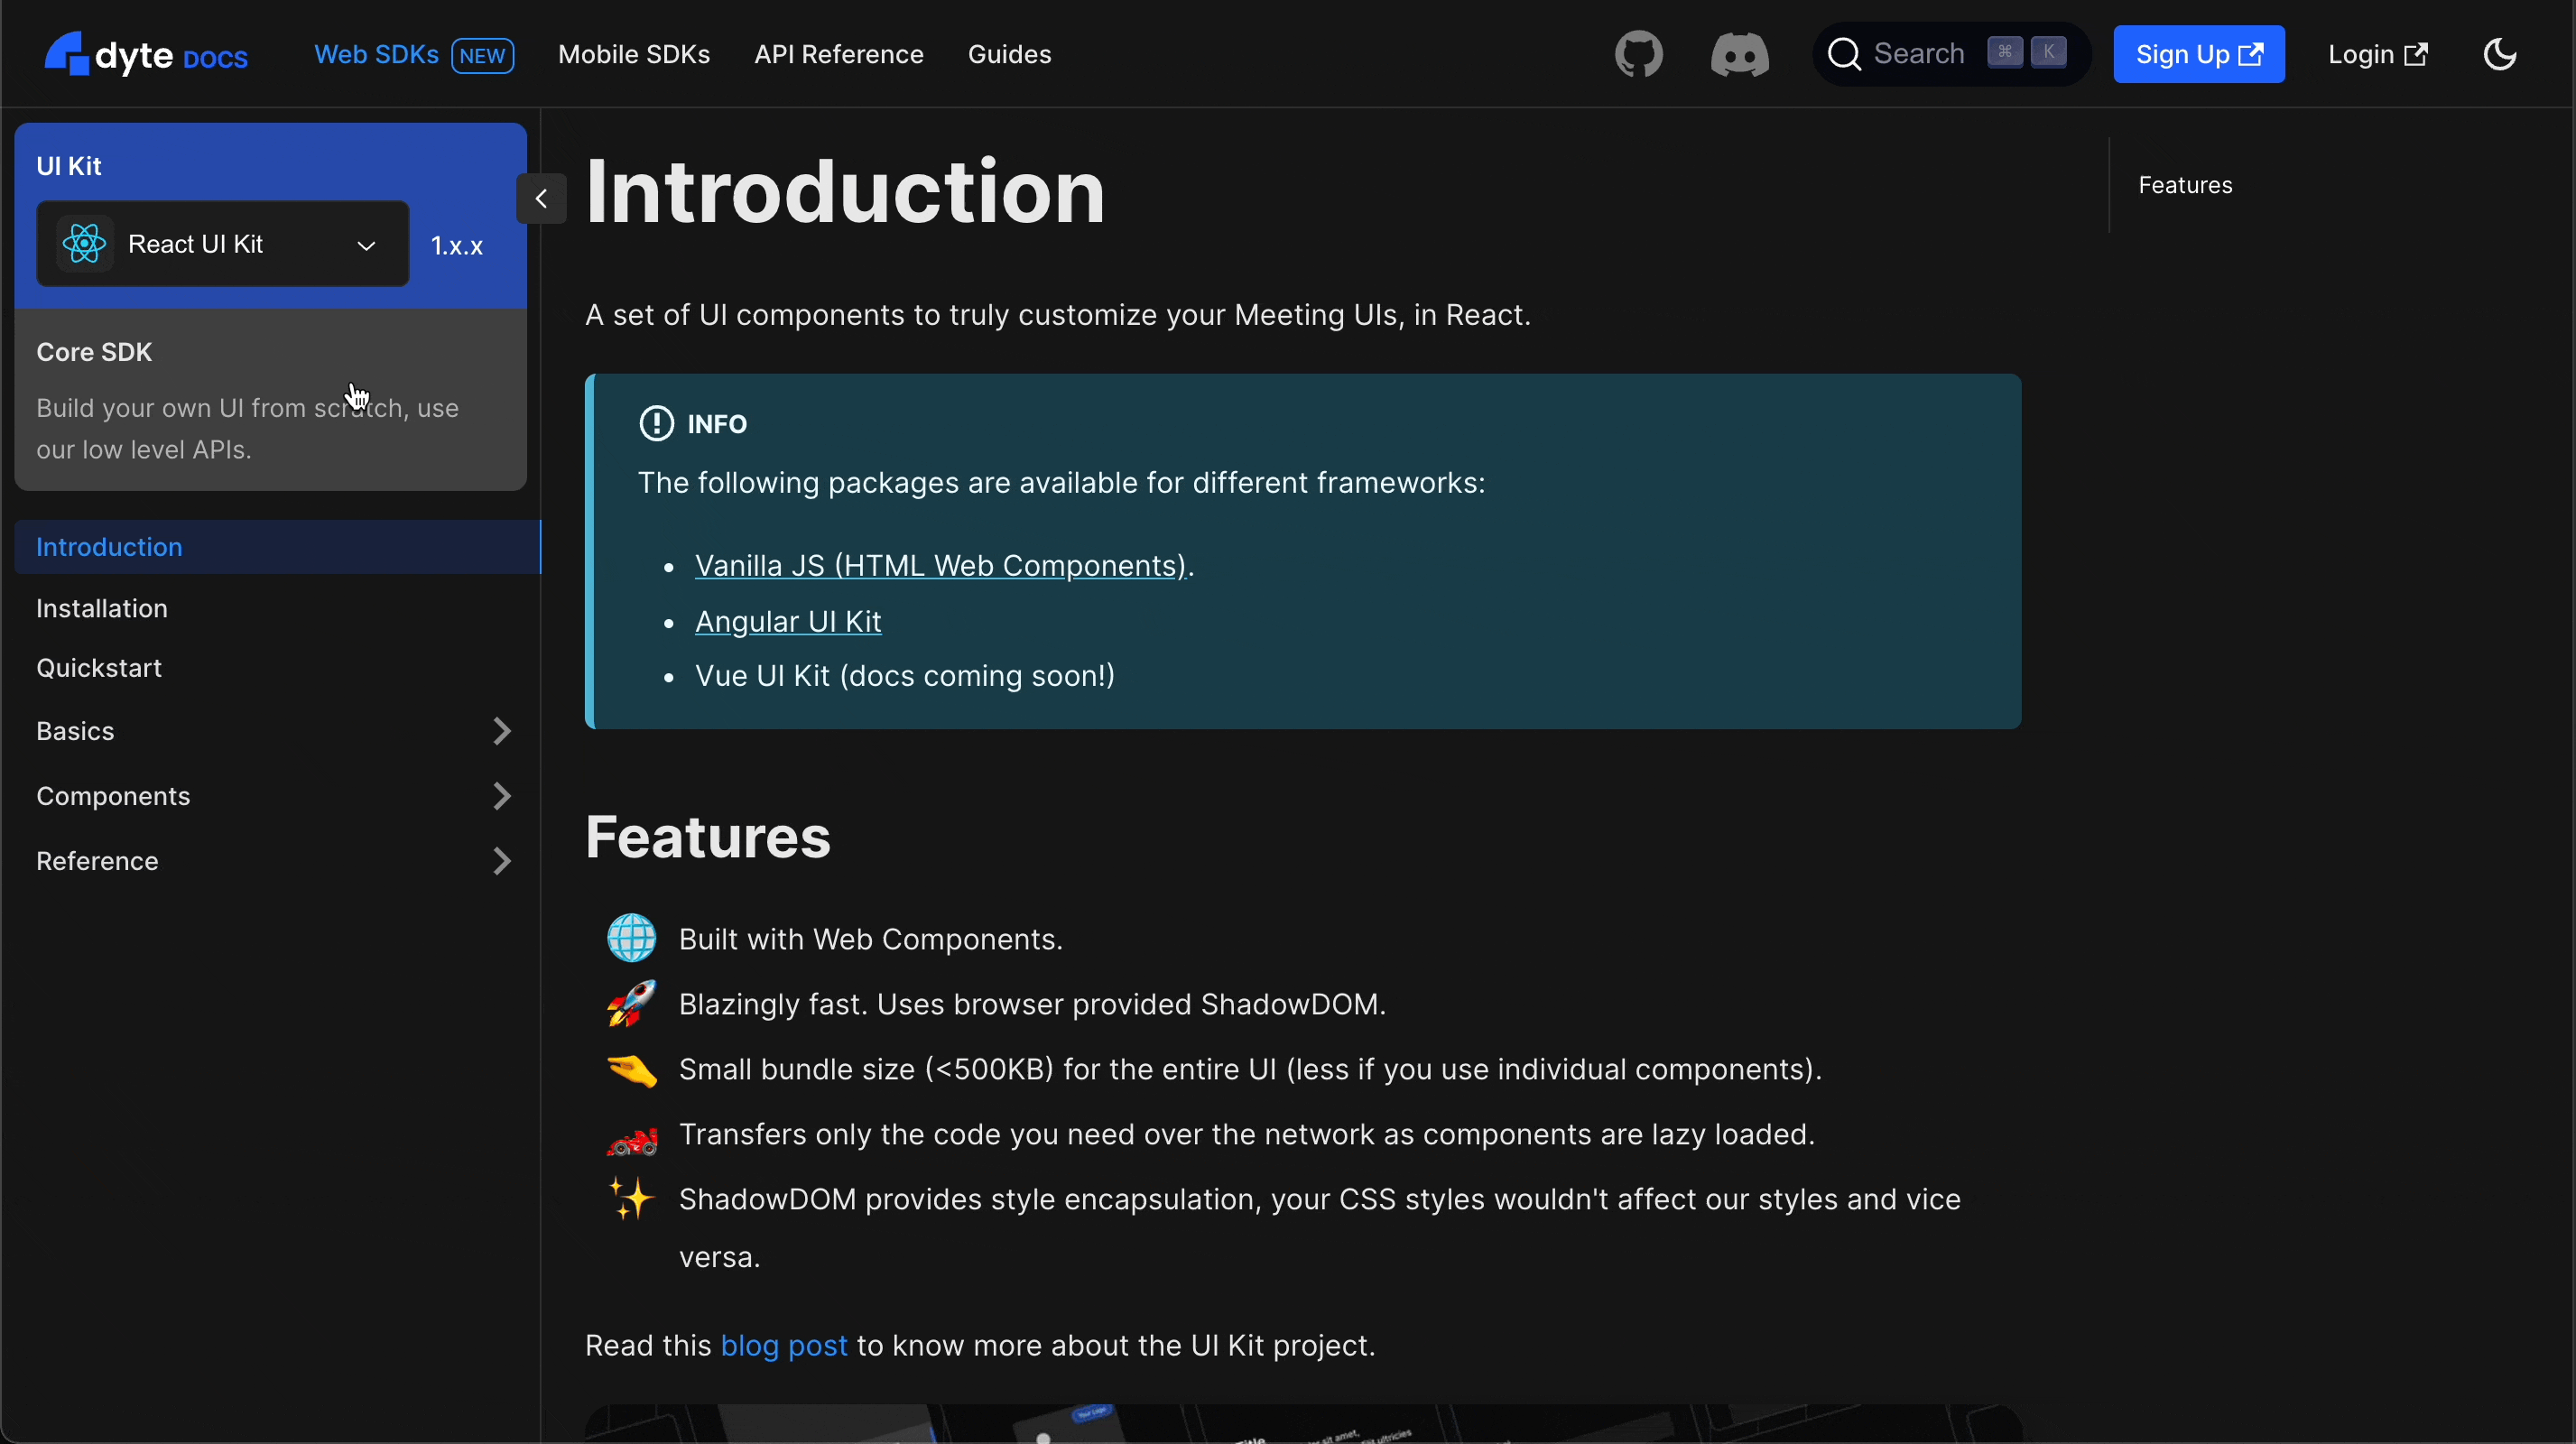 dyte DOCS
Web SDKs NEW
Mobile SDKs
API Reference
Guides
Search ⌘ K
Sign Up
Login
UI Kit
React UI Kit
1.x.x
Core SDK
Build your own UI from scratch, use
our low level APIs.
Introduction
Installation
Quickstart
Basics
Components
Reference
Introduction
A set of UI components to truly customize your Meeting UIs, in React.
INFO
The following packages are available for different frameworks:
• Vanilla JS (HTML Web Components).
• Angular UI Kit
• Vue UI Kit (docs coming soon!)
Features
Built with Web Components.
Blazingly fast. Uses browser provided ShadowDOM.
Small bundle size (<500KB) for the entire UI (less if you use individual components).
Transfers only the code you need over the network as components are lazy loaded.
ShadowDOM provides style encapsulation, your CSS styles wouldn't affect our styles and vice
versa.
Read this blog post to know more about the UI Kit project.
Your Logo
sit amet,
ultricies
Features